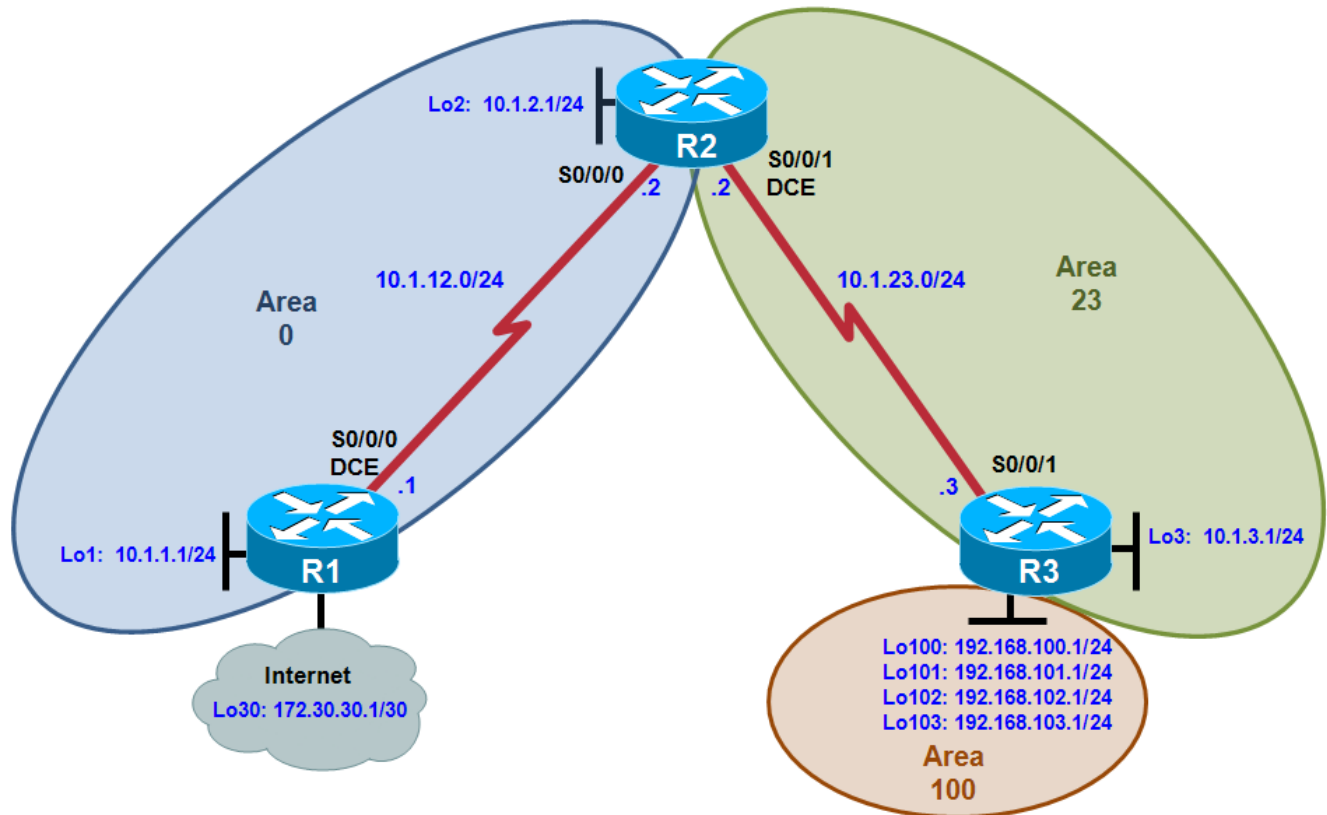 Lo2: 10.1.2.1/24
R2
S0/0/0
.2
.2
S0/0/1
DCE
10.1.12.0/24
10.1.23.0/24
Area
0
Area
23
S0/0/0
DCE
.1
S0/0/1
.3
Lo1: 10.1.1.1/24
R1
R3
Lo3: 10.1.3.1/24
Internet
Lo30: 172.30.30.1/30
Lo100: 192.168.100.1/24
Lo101: 192.168.101.1/24
Lo102: 192.168.102.1/24
Lo103: 192.168.103.1/24
Area
100